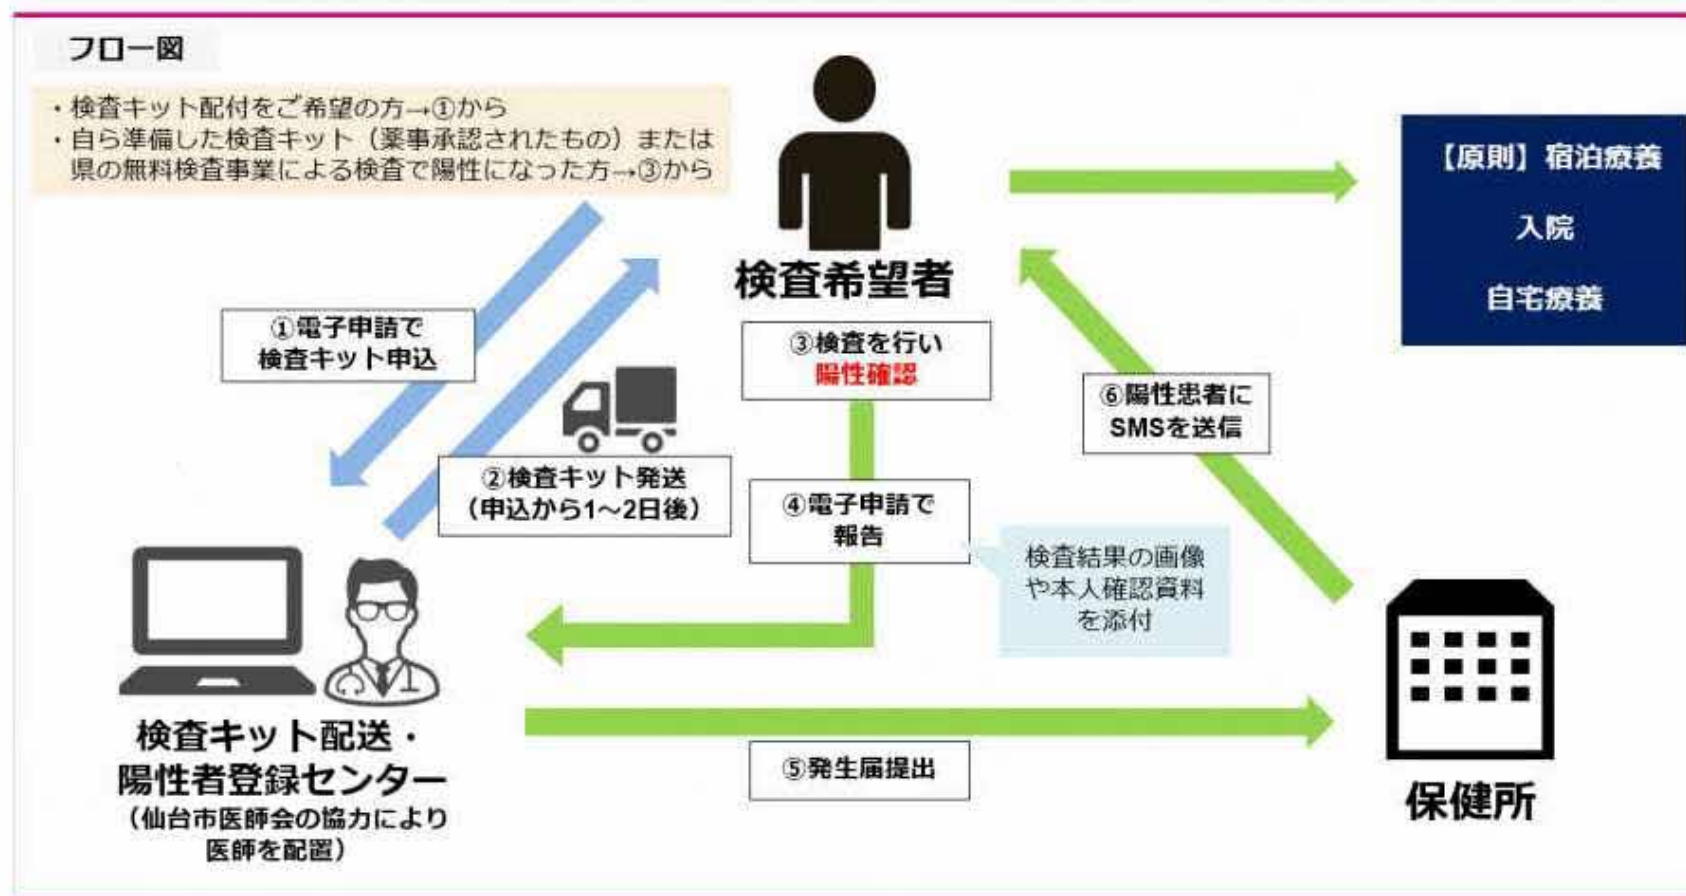 フロー図
・検査キット配付をご希望の方→①から
・自ら準備した検査キット（薬事承認されたもの）または
県の無料検査事業による検査で陽性になった方→③から
検査希望者
【原則】宿泊療養
入院
自宅療養
①電子申請で
検査キット申込
②検査キット発送
（申込から1～2日後）
③検査を行い
陽性確認
④電子申請で
報告
検査結果の画像
や本人確認資料
を添付
⑥陽性患者に
SMSを送信
検査キット配送・
陽性者登録センター
（仙台市医師会の協力により
医師を配置）
⑤発生届提出
保健所